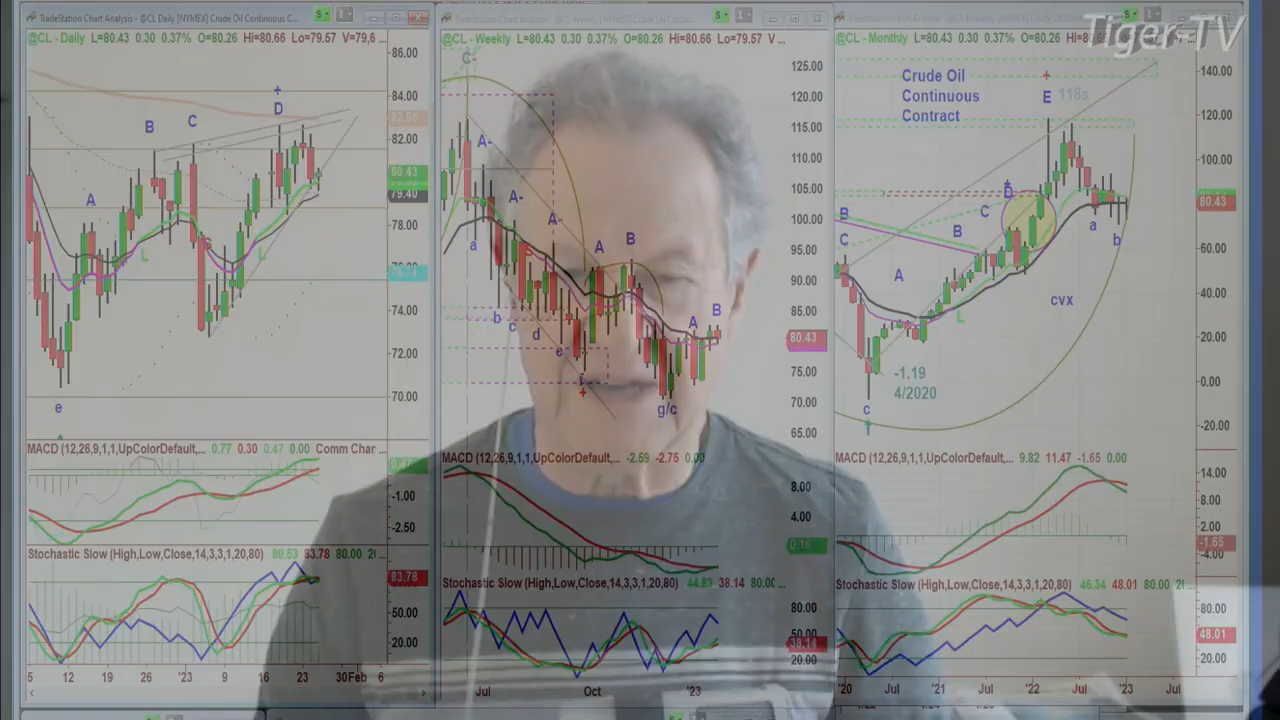 TradeStation Chart Analysis - @CL Daily [NYMEX] Crude Oil Continuous C...
Tiger-TV
@CL - Daily L=80.43 0.30 0.37% O=80.26 Hi=80.66 Lo=79.57 V=79,6
@CL - Weekly L=80.43 0.30 0.37% O=80.26 Hi=80.66 Lo=79.57 V ...
@CL - Monthly L=80.43 0.30 0.37% O=80.26
86.00
84.00
82.00
80.43
79.40
78.00
74.00
72.00
70.00
A
B
C
+
D
L
L
e
125.00
120.00
115.00
110.00
105.00
100.00
95.00
90.00
85.00
80.43
75.00
70.00
65.00
C
A-
A-
A-
A
B
A
B
a
b
c
d
e
+
g/c
Crude Oil
Continuous
Contract
+
E 118s
140.00
120.00
100.00
80.43
60.00
40.00
20.00
0.00
-20.00
B
C
A
B
C
D
a
b
L
cvx
-1.19
4/2020
c
MACD (12,26,9,1,1,UpColorDefault,... 0.77 0.30 0.47 0.00 Comm Char ...
-1.00
-2.50
MACD (12,26,9,1,1,UpColorDefault,... -2.59 -2.75 0.00
8.00
4.00
0.16
MACD (12,26,9,1,1,UpColorDefault,... 9.82 11.47 -1.65 0.00
14.00
8.00
2.00
-1.65
-4.00
Stochastic Slow (High,Low,Close,14,3,3,1,20,80) 80.53 83.78 80.00
83.78
50.00
20.00
Stochastic Slow (High,Low,Close,14,3,3,1,20,80) 44.83 38.14 80.00 ...
80.00
50.00
38.14
20.00
Stochastic Slow (High,Low,Close,14,3,3,1,20,80) 46.34 48.01 80.00
80.00
48.01
20.00
5 12 19 26 '23 9 17 23 30 Feb 6
Jul Oct '23
'20 Jul '21 Jul '22 Jul '23 Jul